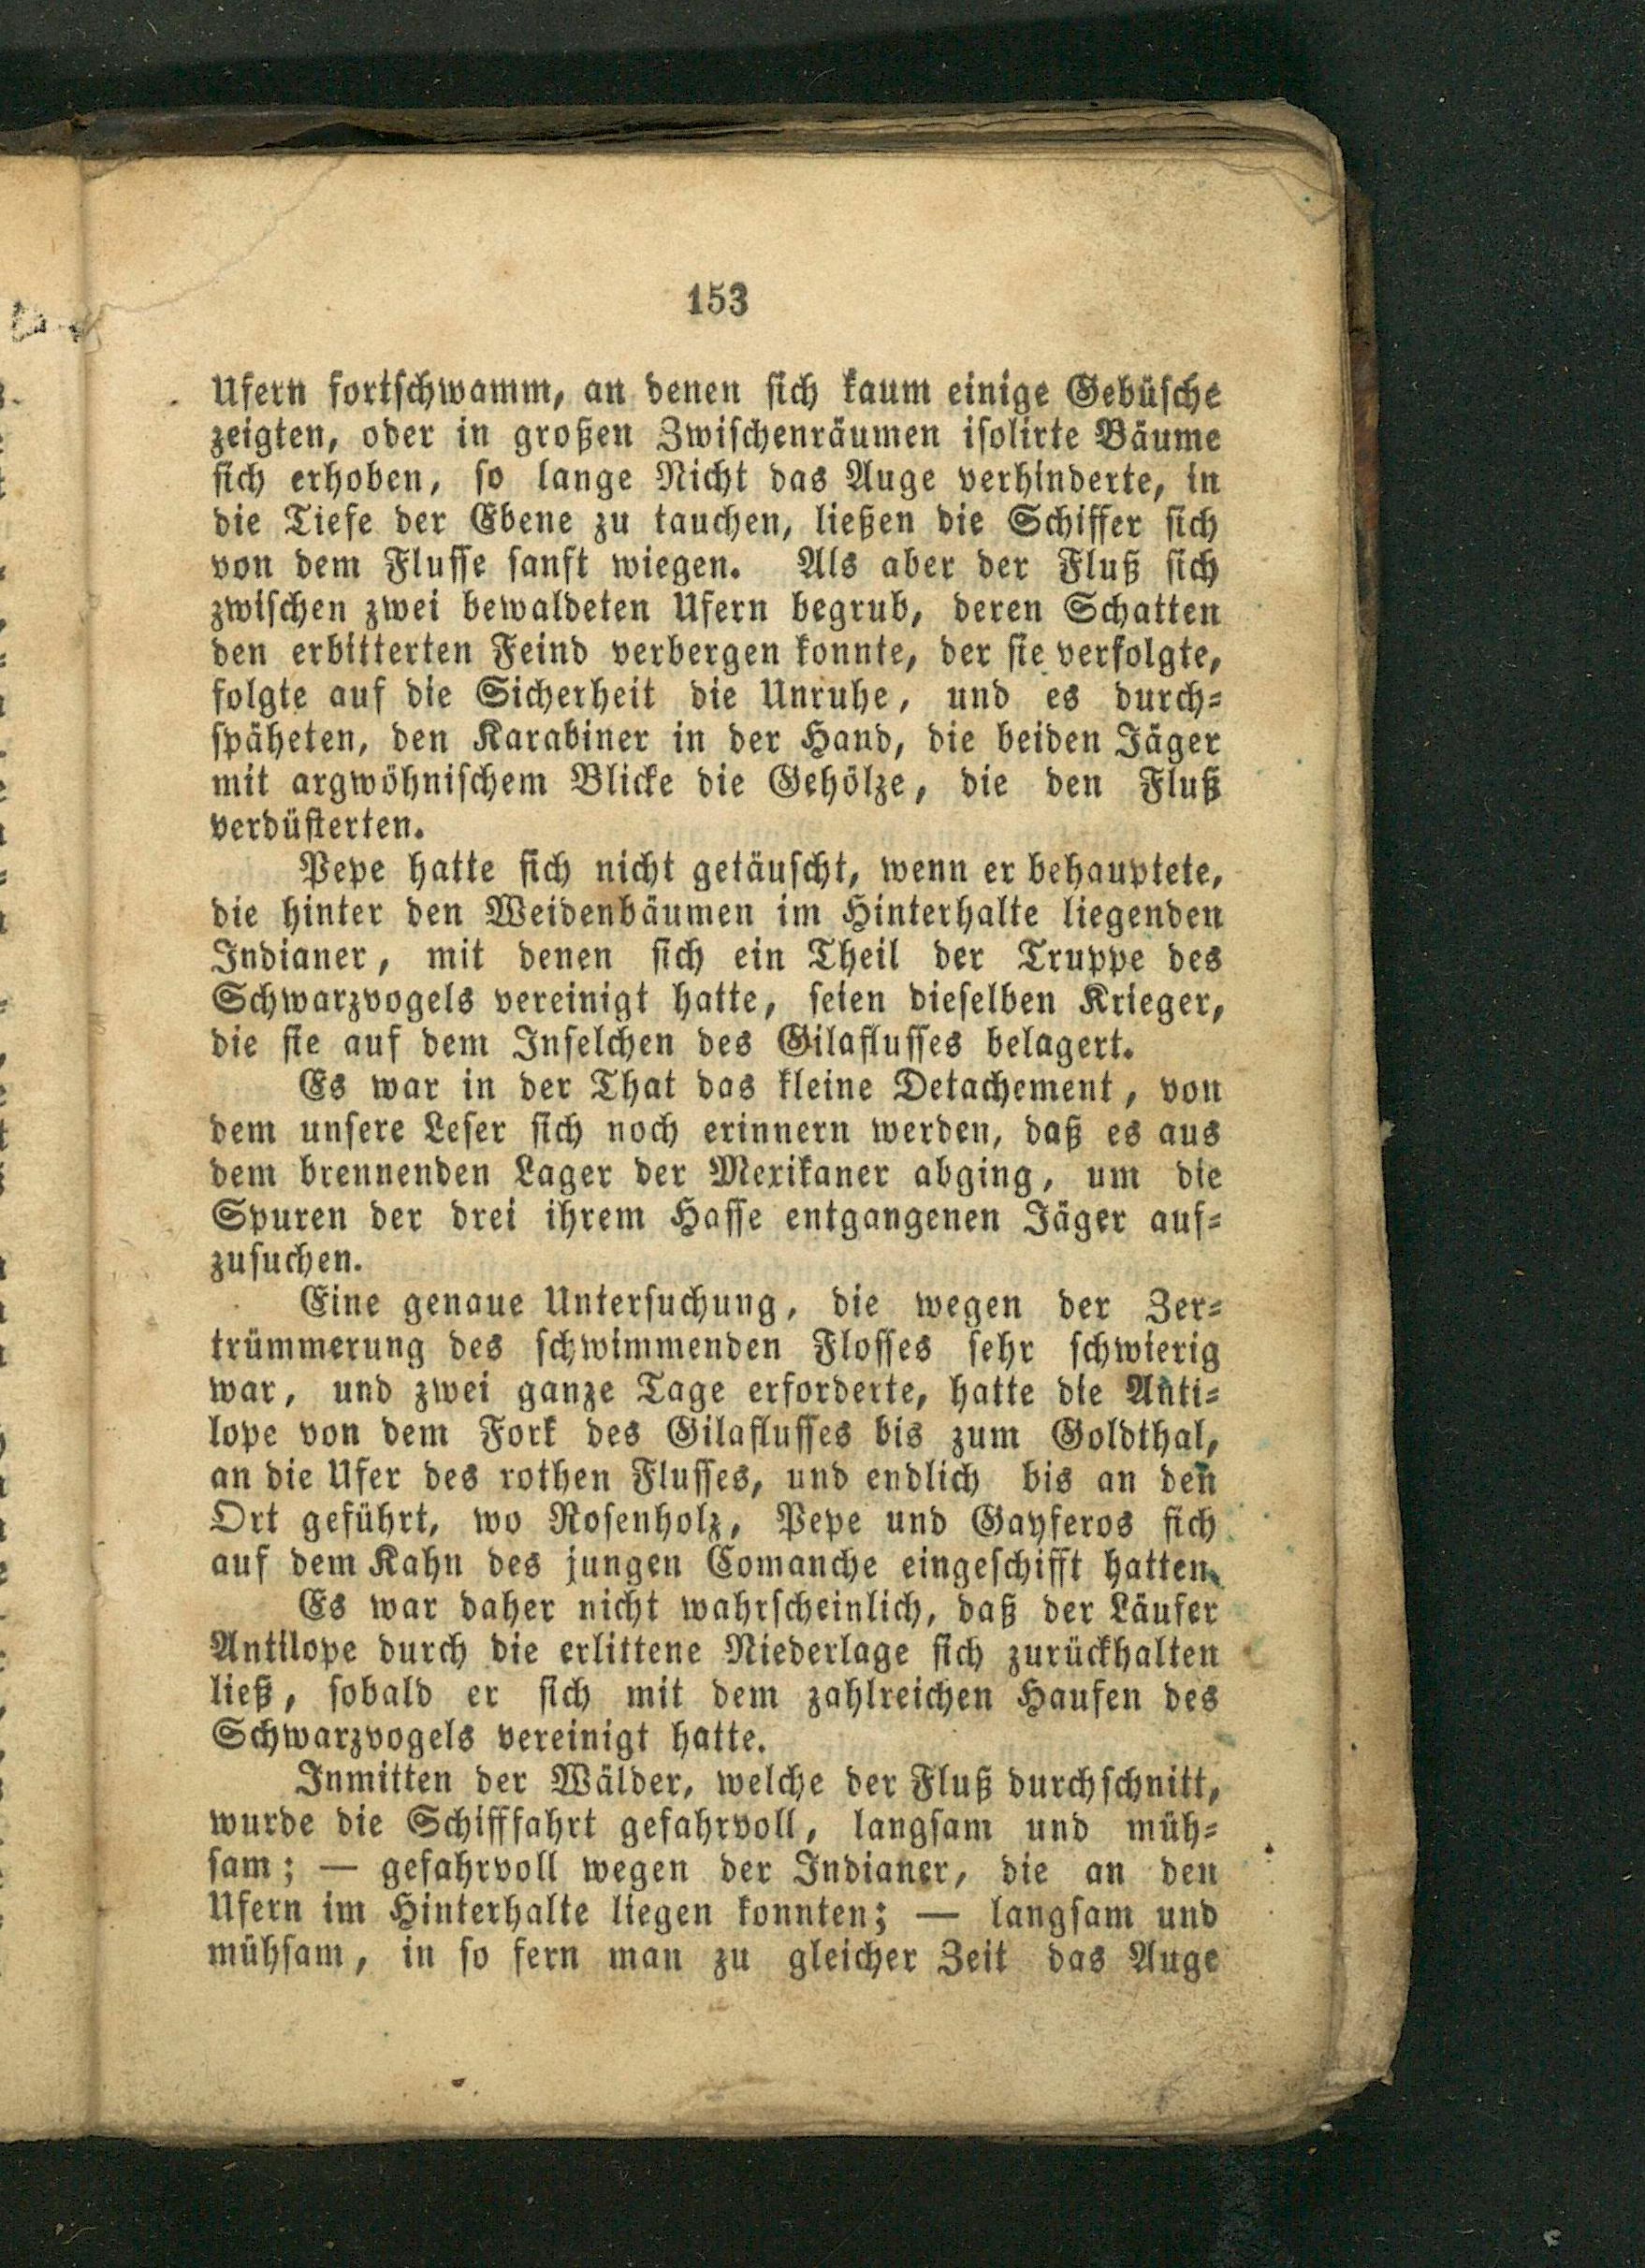 153
Ufern fortschwamm, an denen sich kaum einige Gebüsche
zeigten, oder in großen Zwischenräumen isolirte Bäume
sich erhoben, so lange Nicht das Auge verhinderte, in
die Tiefe der Ebene zu tauchen, ließen die Schiffer sich
von dem Flusse sanft wiegen. Als aber der Fluß sich
zwischen zwei bewaldeten Ufern begrub, deren Schatten
den erbitterten Feind verbergen konnte, der sie verfolgte,
folgte auf die Sicherheit die Unruhe, und es durch-
späheten, den Karabiner in der Hand, die beiden Jäger
mit argwöhnischem Blicke die Gehölze, die den Fluß
verdüsterten.
Pepe hatte sich nicht getäuscht, wenn er behauptete,
die hinter den Weidenbäumen im Hinterhalte liegenden
Indianer, mit denen sich ein Theil der Truppe des
Schwarzvogels vereinigt hatte, seien dieselben Krieger,
die sie auf dem Inselchen des Gilaflusses belagert.
Es war in der That das kleine Detachement, von
dem unsere Leser sich noch erinnern werden, daß es aus
dem brennenden Lager der Mexikaner abging, um die
Spuren der drei ihrem Hasse entgangenen Jäger auf-
zusuchen.
Eine genaue Untersuchung, die wegen der Zer-
trümmerung des schwimmenden Flosses sehr schwierig
war, und zwei ganze Tage erforderte, hatte die Anti-
lope von dem Fork des Gilaflusses bis zum Goldthal,
an die Ufer des rothen Flusses, und endlich bis an den
Ort geführt, wo Rosenholz, Pepe und Gayferos sich
auf dem Kahn des jungen Comanche eingeschifft hatten.
Es war daher nicht wahrscheinlich, daß der Läufer
Antilope durch die erlittene Niederlage sich zurückhalten
ließ, sobald er sich mit dem zahlreichen Haufen des
Schwarzvogels vereinigt hatte.
Inmitten der Wälder, welche der Fluß durchschnitt,
wurde die Schifffahrt gefahrvoll, langsam und müh-
sam; — gefahrvoll wegen der Indianer, die an den
Ufern im Hinterhalte liegen konnten; — langsam und
mühsam, in so fern man zu gleicher Zeit das Auge